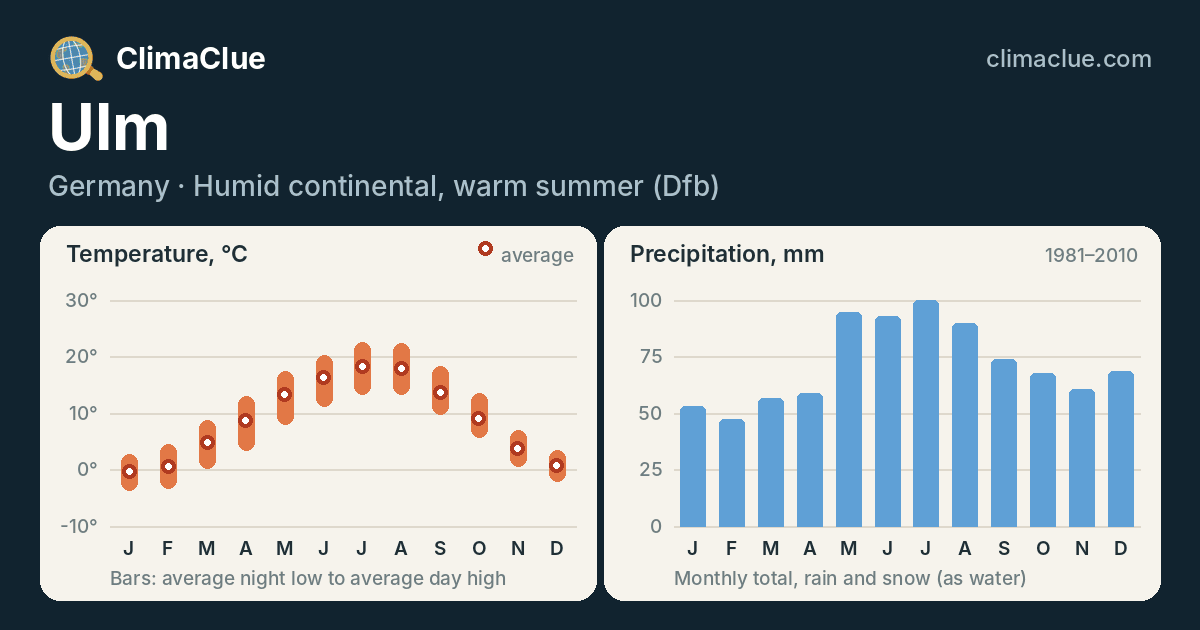 ClimaClue
climaclue.com
Ulm
Germany · Humid continental, warm summer (Dfb)
Temperature, °C
average
30°
20°
10°
0°
-10°
J F M A M J J A S O N D
Bars: average night low to average day high
Precipitation, mm
1981–2010
100
75
50
25
0
J F M A M J J A S O N D
Monthly total, rain and snow (as water)